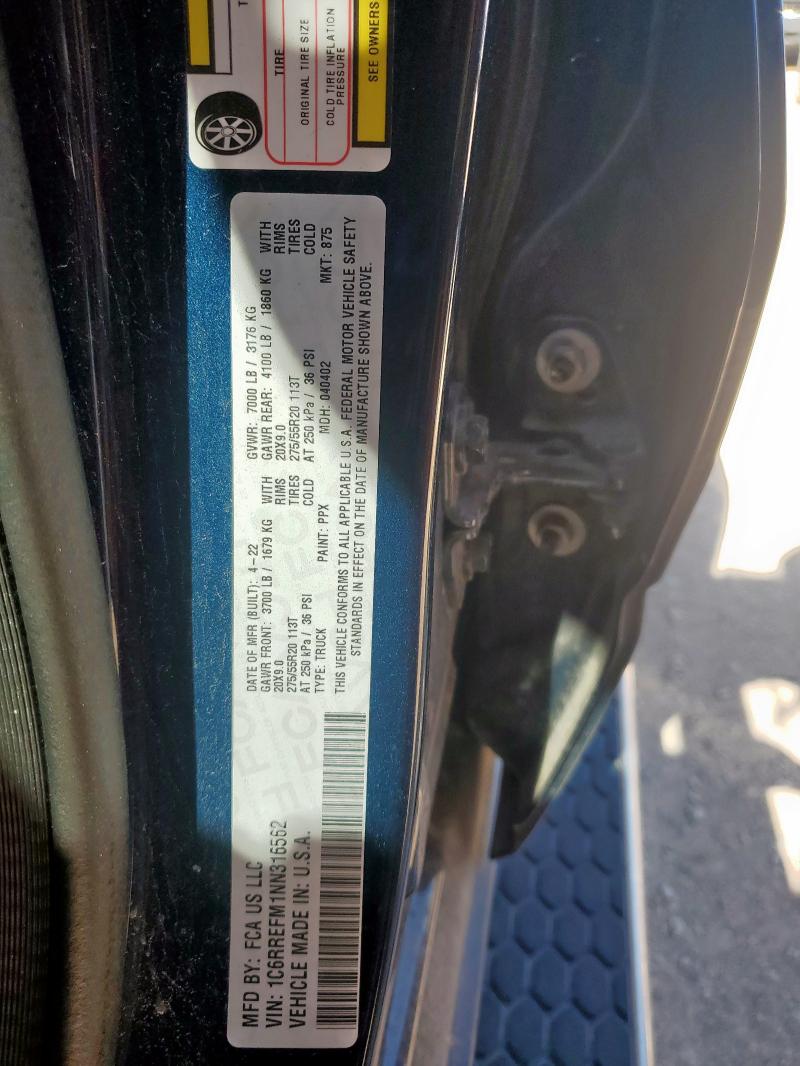 T
TIRE
ORIGINAL TIRE SIZE
COLD TIRE INFLATION
PRESSURE
SEE OWNERS
MFD BY: FCA US LLC
VIN: 1C6RREFM1NN316562
VEHICLE MADE IN: U.S.A.
DATE OF MFR (BUILT): 4-22 GVWR: 7000 LB / 3176 KG
GAWR FRONT: 3700 LB / 1679 KG WITH GAWR REAR: 4100 LB / 1860 KG WITH
20X9.0 RIMS 20X9.0 RIMS
275/55R20 113T TIRES 275/55R20 113T TIRES
AT 250 kPa / 36 PSI COLD AT 250 kPa / 36 PSI COLD
TYPE: TRUCK PAINT: PPX MDH: 040402 MKT: 875
THIS VEHICLE CONFORMS TO ALL APPLICABLE U.S.A. FEDERAL MOTOR VEHICLE SAFETY
STANDARDS IN EFFECT ON THE DATE OF MANUFACTURE SHOWN ABOVE.